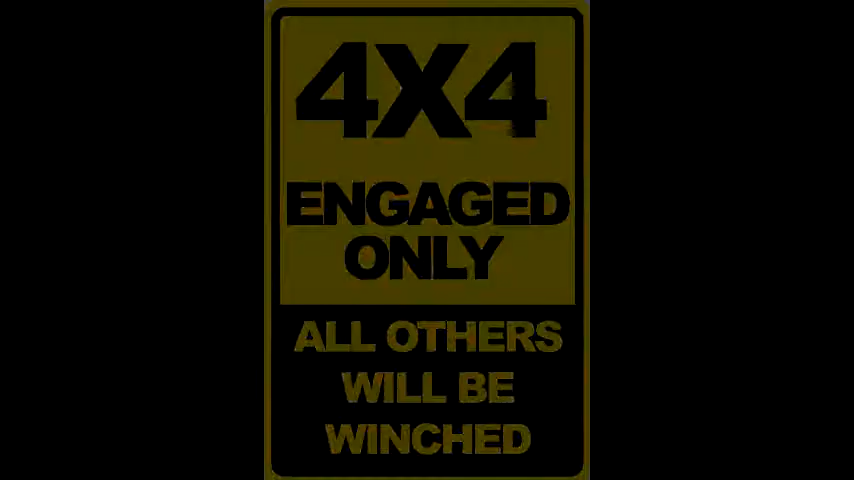 4X4
ENGAGED
ONLY
ALL OTHERS
WILL BE
WINCHED